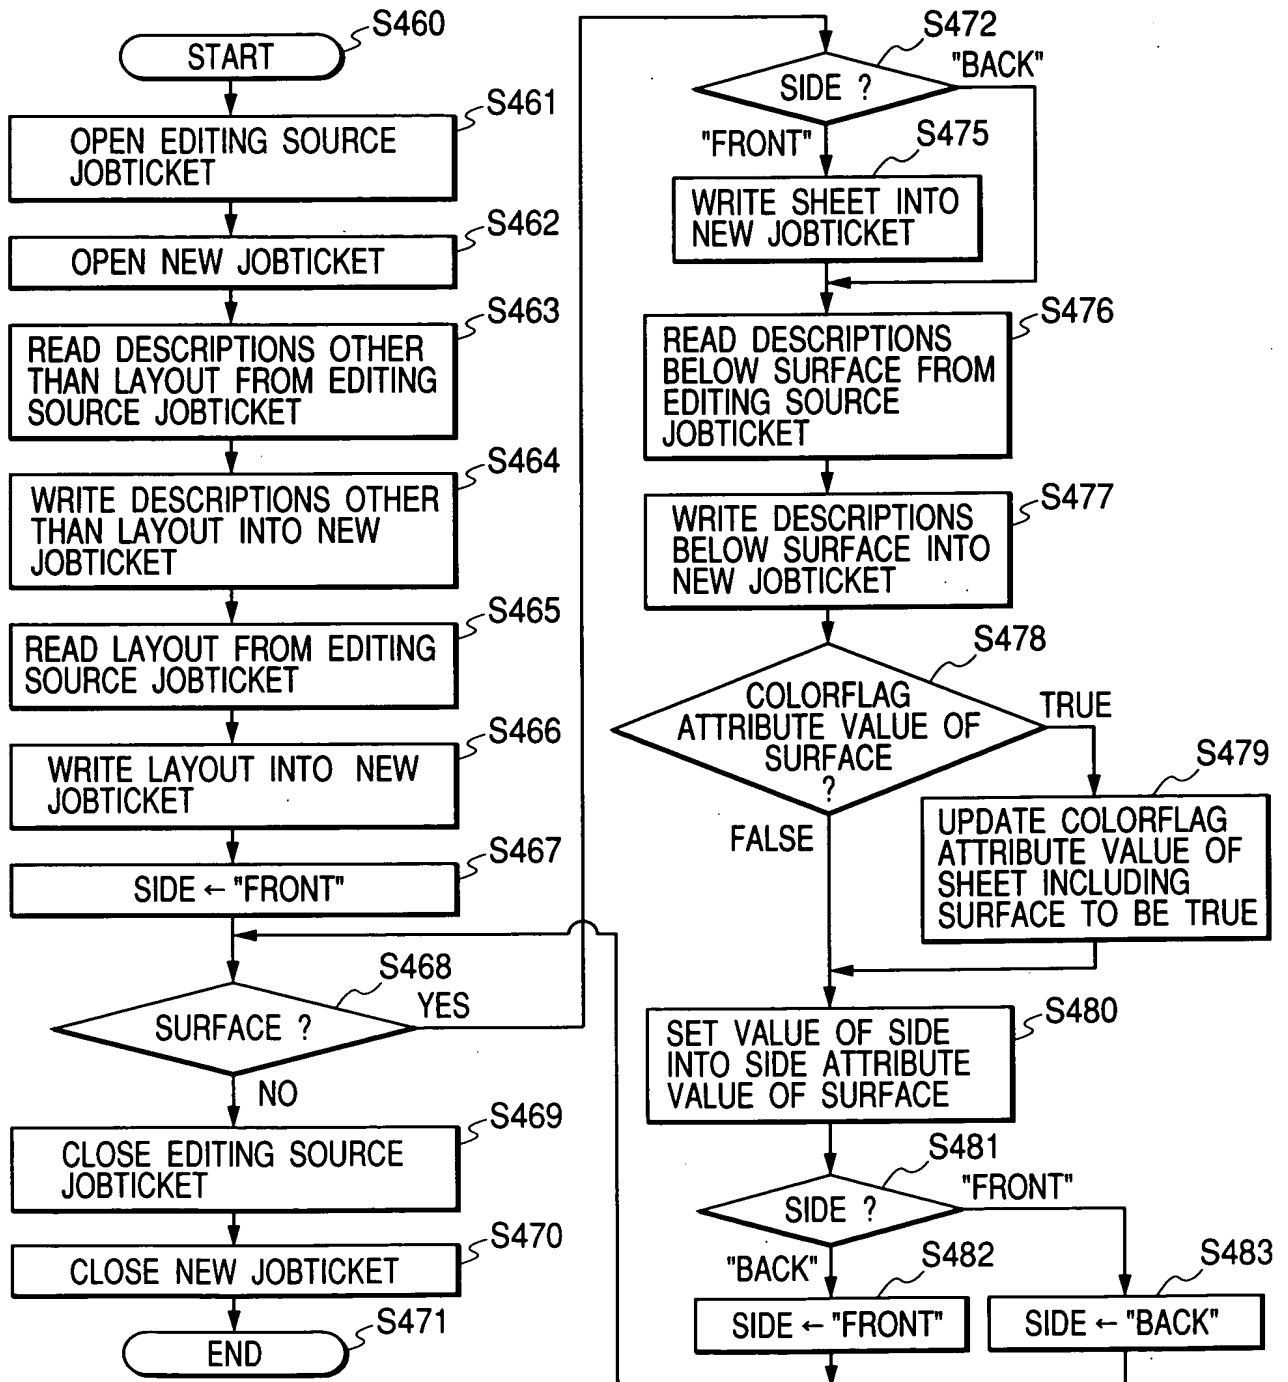 S460
START
S461
OPEN EDITING SOURCE
JOBTICKET
S462
OPEN NEW JOBTICKET
S463
READ DESCRIPTIONS OTHER
THAN LAYOUT FROM EDITING
SOURCE JOBTICKET
S464
WRITE DESCRIPTIONS OTHER
THAN LAYOUT INTO NEW
JOBTICKET
S465
READ LAYOUT FROM EDITING
SOURCE JOBTICKET
S466
WRITE LAYOUT INTO NEW
JOBTICKET
S467
SIDE ← "FRONT"
S468
SURFACE ?
YES
NO
S469
CLOSE EDITING SOURCE
JOBTICKET
S470
CLOSE NEW JOBTICKET
S471
END
S472
SIDE ?
"BACK"
"FRONT"
S475
WRITE SHEET INTO
NEW JOBTICKET
S476
READ DESCRIPTIONS
BELOW SURFACE FROM
EDITING SOURCE
JOBTICKET
S477
WRITE DESCRIPTIONS
BELOW SURFACE INTO
NEW JOBTICKET
S478
COLORFLAG
ATTRIBUTE VALUE OF
SURFACE
?
TRUE
FALSE
S479
UPDATE COLORFLAG
ATTRIBUTE VALUE OF
SHEET INCLUDING
SURFACE TO BE TRUE
S480
SET VALUE OF SIDE
INTO SIDE ATTRIBUTE
VALUE OF SURFACE
S481
SIDE ?
"FRONT"
"BACK"
S482
SIDE ← "FRONT"
S483
SIDE ← "BACK"